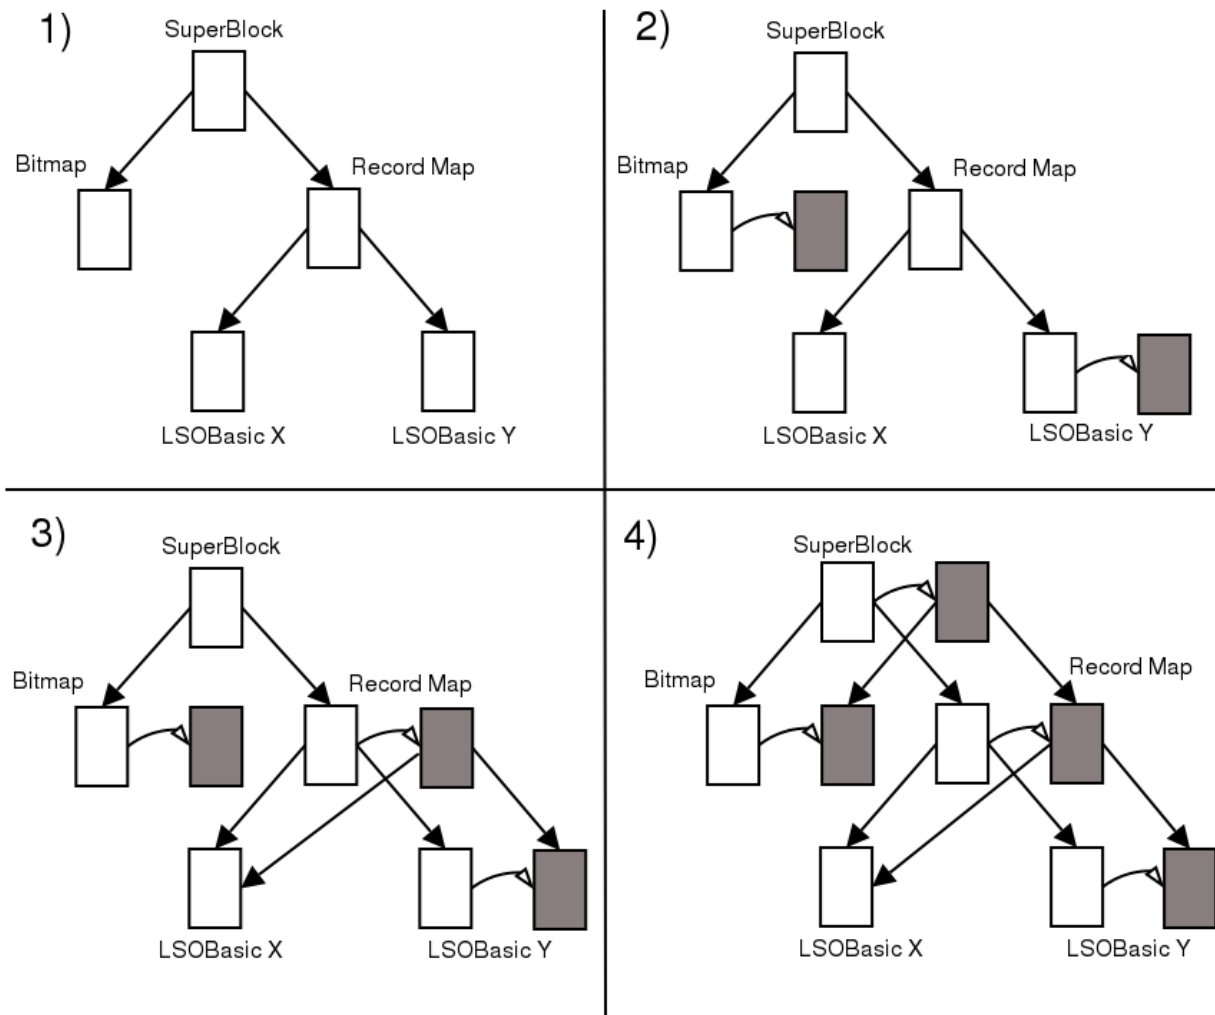 1)
SuperBlock
Bitmap
Record Map
LSOBasic X
LSOBasic Y
2)
SuperBlock
Bitmap
Record Map
LSOBasic X
LSOBasic Y
3)
SuperBlock
Bitmap
Record Map
LSOBasic X
LSOBasic Y
4)
SuperBlock
Bitmap
Record Map
LSOBasic X
LSOBasic Y